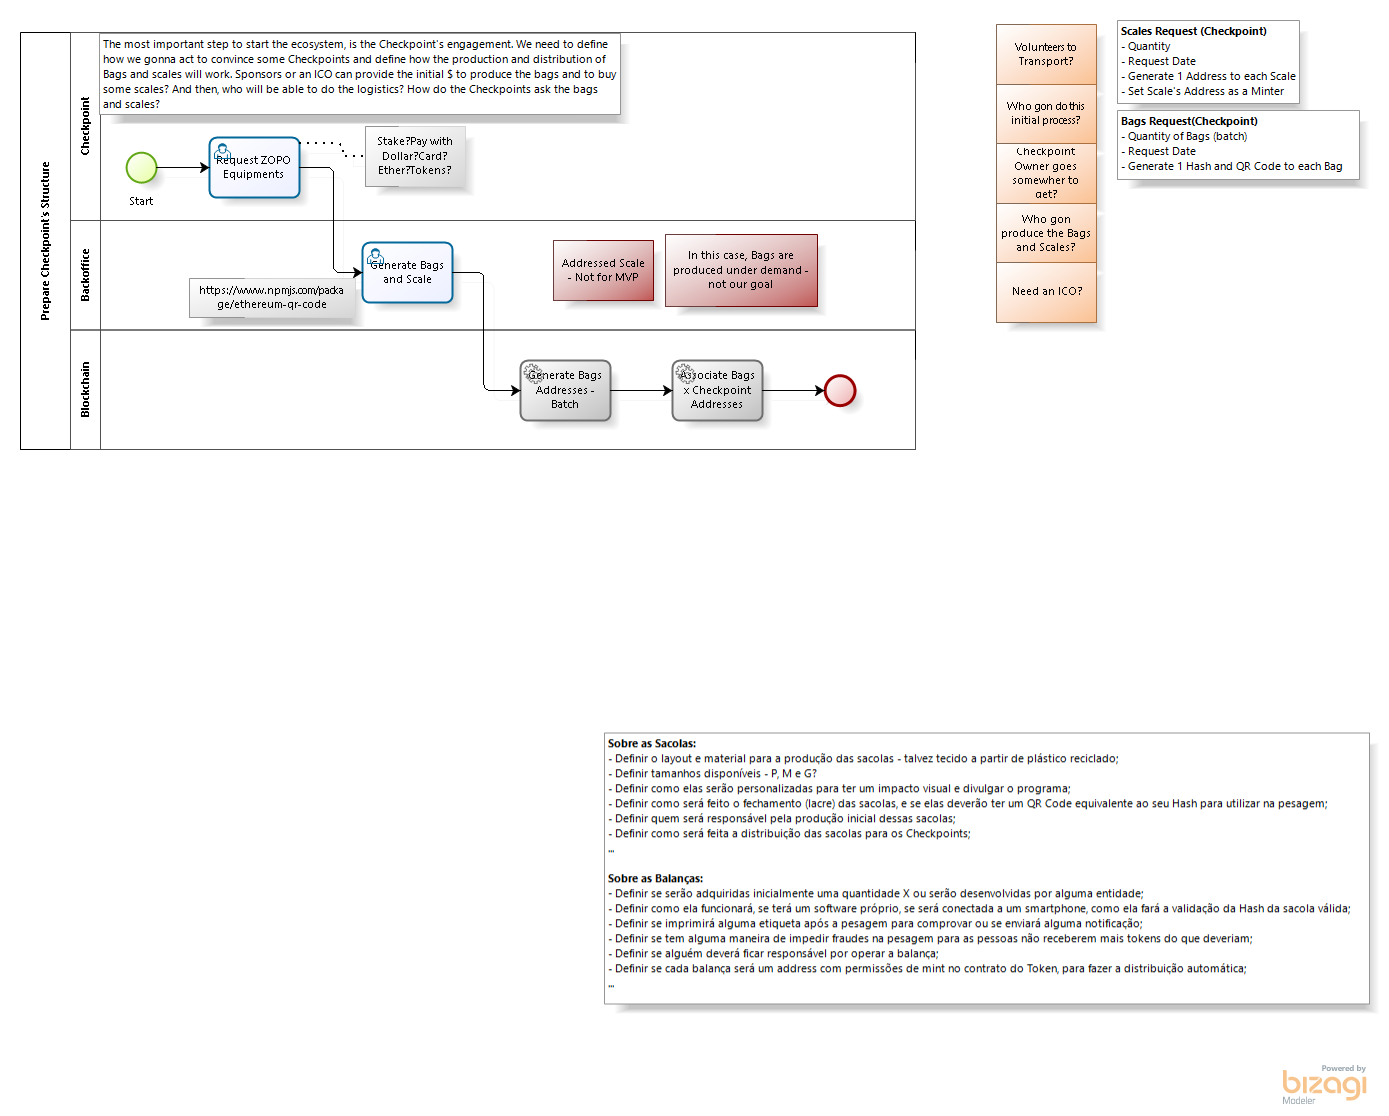 Prepare Checkpoint's Structure
Checkpoint
The most important step to start the ecosystem, is the Checkpoint's engagement. We need to define
how we gonna act to convince some Checkpoints and define how the production and distribution of
Bags and scales will work. Sponsors or an ICO can provide the initial $ to produce the bags and to buy
some scales? And then, who will be able to do the logistics? How do the Checkpoints ask the bags
and scales?
Start
Request ZOPO
Equipments
Stake?Pay with
Dollar?Card?
Ether?Tokens?
Backoffice
https://www.npmjs.com/packa
ge/ethereum-qr-code
Generate Bags
and Scale
Addressed Scale
- Not for MVP
In this case, Bags are
produced under demand -
not our goal
Blockchain
Generate Bags
Addresses -
Batch
Associate Bags
x Checkpoint
Addresses
Volunteers to
Transport?
Who gon do this
initial process?
Checkpoint
Owner goes
somewher to
get?
Who gon
produce the Bags
and Scales?
Need an ICO?
Scales Request (Checkpoint)
- Quantity
- Request Date
- Generate 1 Address to each Scale
- Set Scale's Address as a Minter
Bags Request(Checkpoint)
- Quantity of Bags (batch)
- Request Date
- Generate 1 Hash and QR Code to each Bag
Sobre as Sacolas:
- Definir o layout e material para a produção das sacolas - talvez tecido a partir de plástico reciclado;
- Definir tamanhos disponíveis - P, M e G?
- Definir como elas serão personalizadas para ter um impacto visual e divulgar o programa;
- Definir como será feito o fechamento (lacre) das sacolas, e se elas deverão ter um QR Code equivalente ao seu Hash para utilizar na pesagem;
- Definir quem será responsável pela produção inicial dessas sacolas;
- Definir como será feita a distribuição das sacolas para os Checkpoints;
...
Sobre as Balanças:
- Definir se serão adquiridas inicialmente uma quantidade X ou serão desenvolvidas por alguma entidade;
- Definir como ela funcionará, se terá um software próprio, se será conectada a um smartphone, como ela fará a validação da Hash da sacola válida;
- Definir se imprimirá alguma etiqueta após a pesagem para comprovar ou se enviará alguma notificação;
- Definir se tem alguma maneira de impedir fraudes na pesagem para as pessoas não receberem mais tokens do que deveriam;
- Definir se alguém deverá ficar responsável por operar a balança;
- Definir se cada balança será um address com permissões de mint no contrato do Token, para fazer a distribuição automática;
...
Powered by
bizagi
Modeler